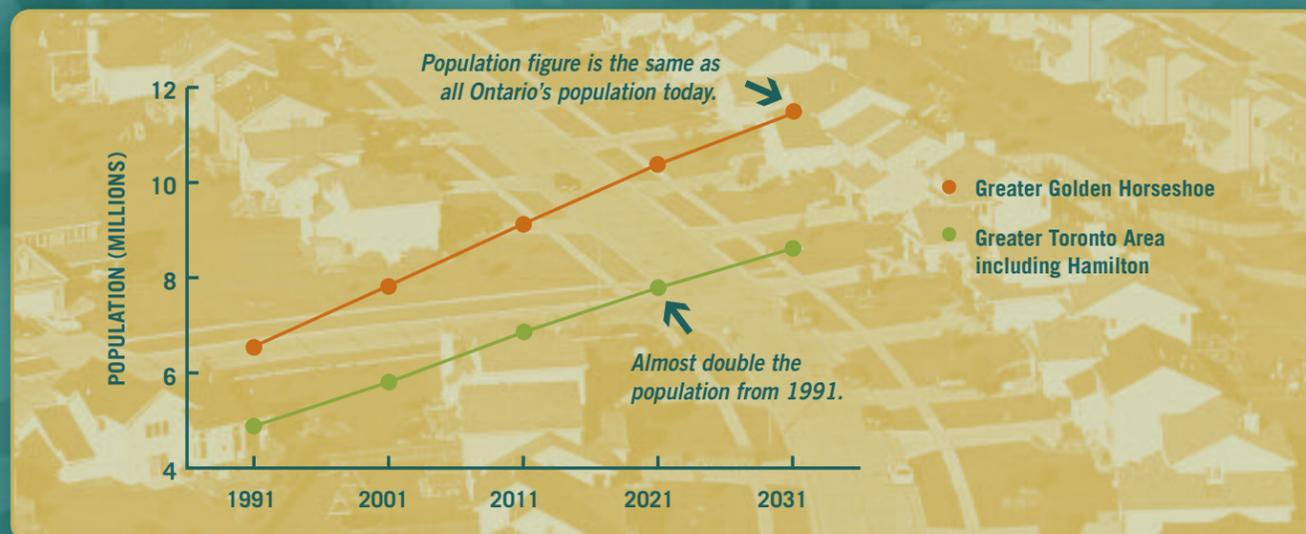 Population figure is the same as
all Ontario's population today.
12
10
8
6
4
POPULATION (MILLIONS)
Greater Golden Horseshoe
Greater Toronto Area
including Hamilton
Almost double the
population from 1991.
1991
2001
2011
2021
2031